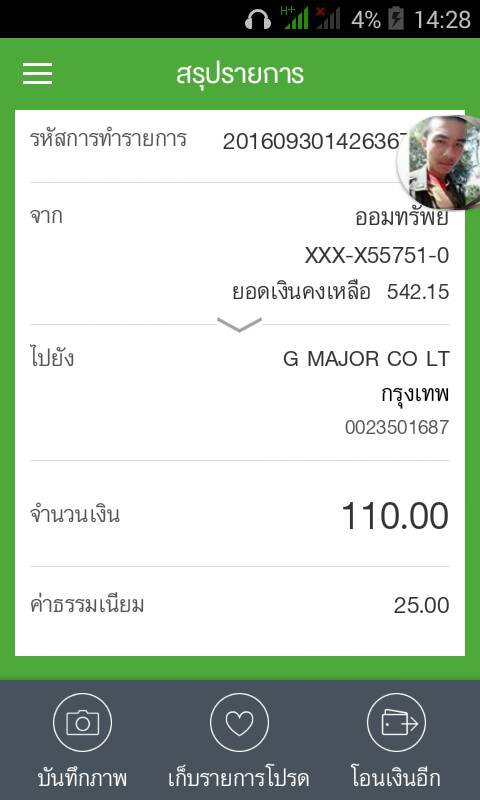 H+ 4% 14:28
สรุปรายการ
รหัสการทำรายการ 201609301426367
จาก ออมทรัพย์
XXX-X55751-0
ยอดเงินคงเหลือ 542.15
ไปยัง G MAJOR CO LT
กรุงเทพ
0023501687
จำนวนเงิน 110.00
ค่าธรรมเนียม 25.00
บันทึกภาพ เก็บรายการโปรด โอนเงินอีก